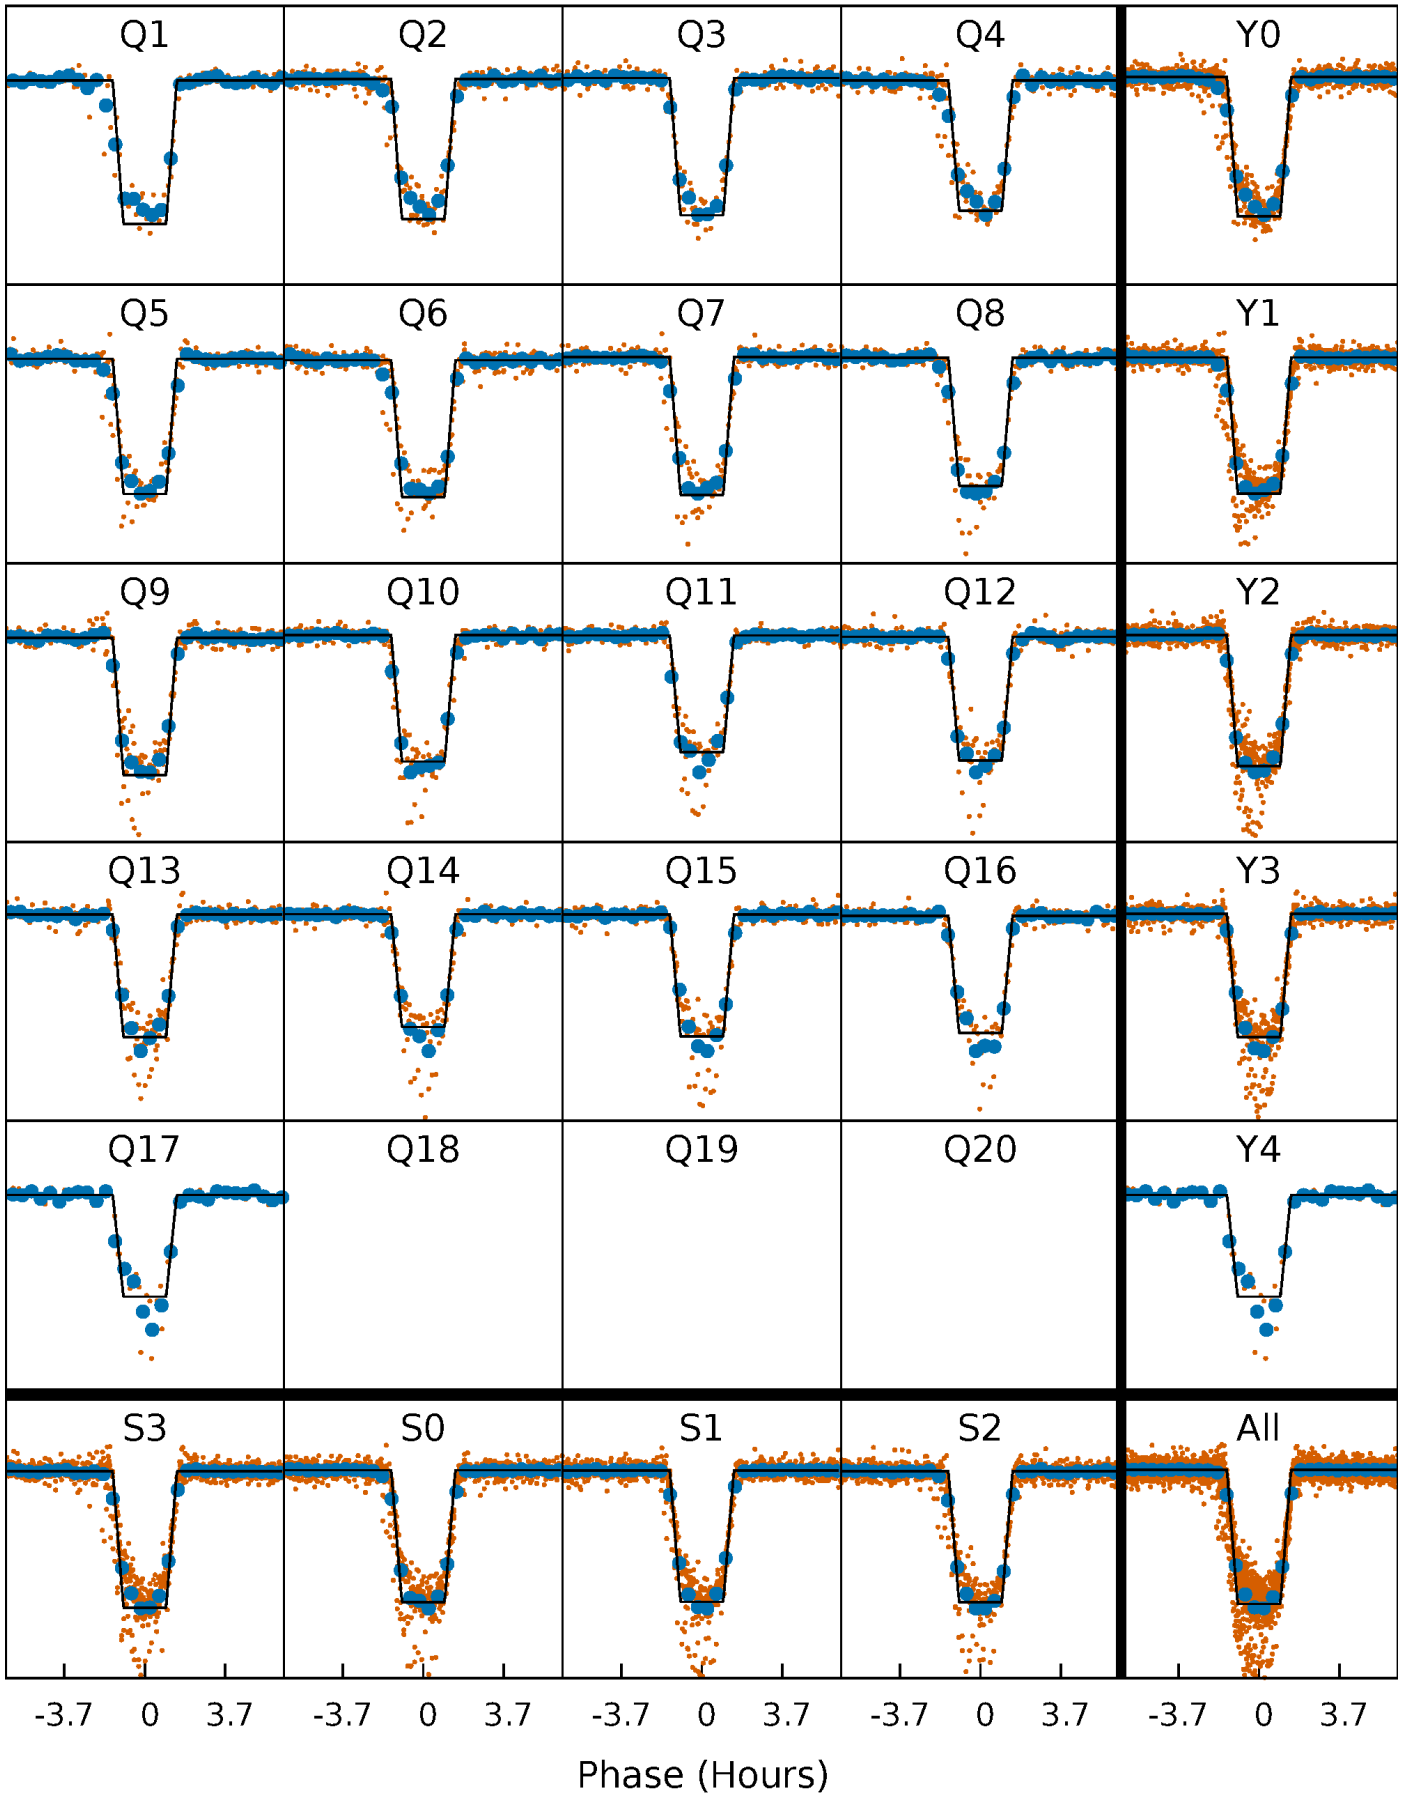 Q1 Q2 Q3 Q4 Y0
Q5 Q6 Q7 Q8 Y1
Q9 Q10 Q11 Q12 Y2
Q13 Q14 Q15 Q16 Y3
Q17 Q18 Q19 Q20 Y4
S3 S0 S1 S2 All
-3.7 0 3.7 -3.7 0 3.7 -3.7 0 3.7 -3.7 0 3.7 -3.7 0 3.7
Phase (Hours)